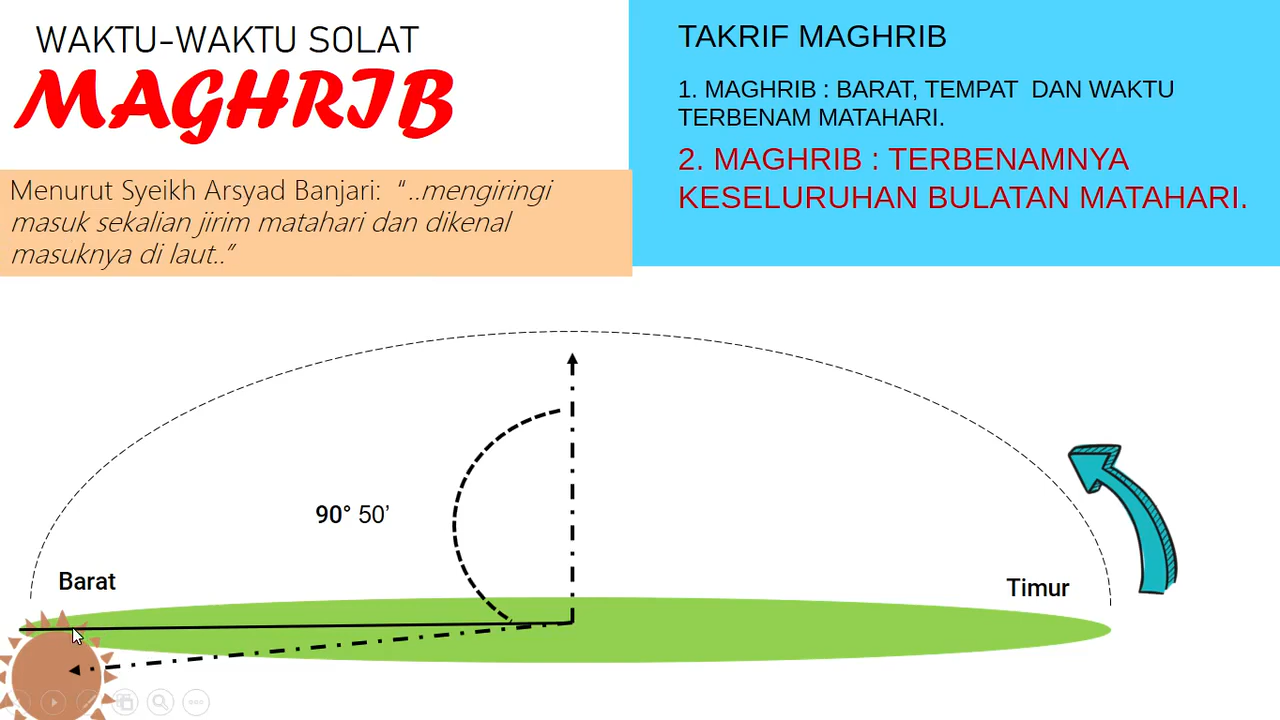 WAKTU-WAKTU SOLAT
MAGHRIB
Menurut Syeikh Arsyad Banjari: “..mengiringi
masuk sekalian jirim matahari dan dikenal
masuknya di laut..”
TAKRIF MAGHRIB
1. MAGHRIB : BARAT, TEMPAT DAN WAKTU
TERBENAM MATAHARI.
2. MAGHRIB : TERBENAMNYA
KESELURUHAN BULATAN MATAHARI.
90° 50’
Barat
Timur